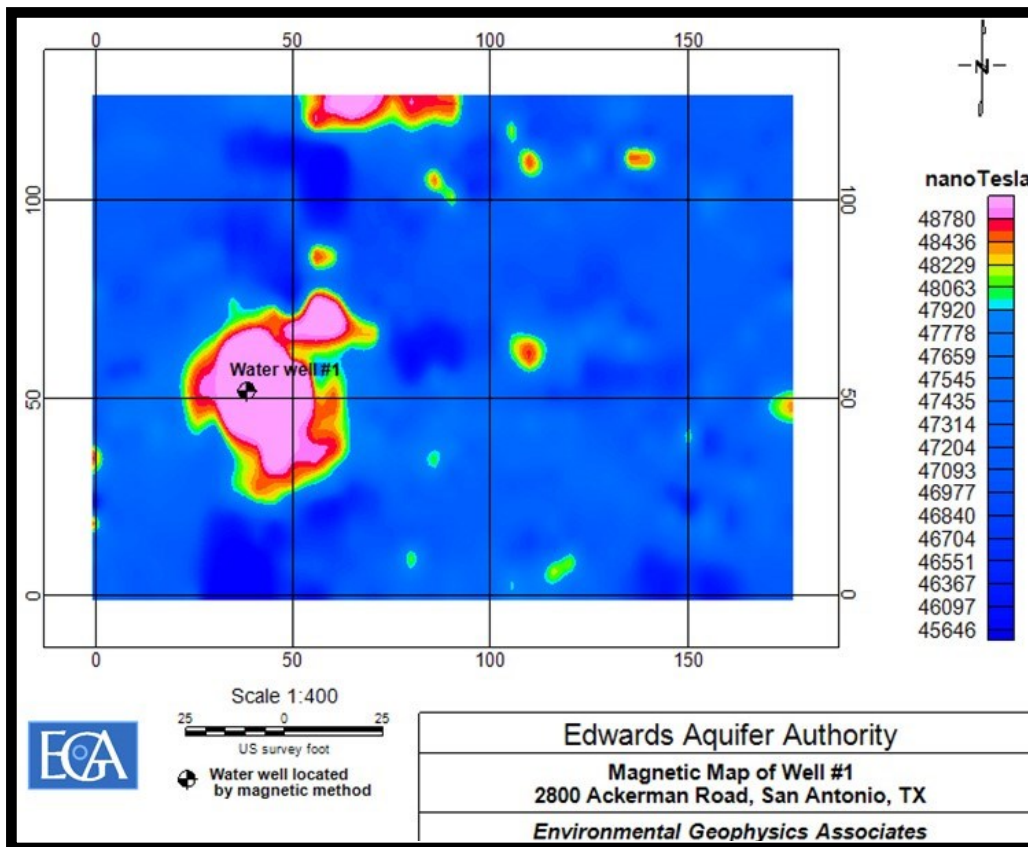 0 50 100 150
N
100 100
nanoTesla
48780
48436
48229
48063
47920
47778
47659
47545
47435
47314
47204
47093
46977
46840
46704
46551
46367
46097
45646
Water well #1
50 50
0 0
0 50 100 150
Scale 1:400
25 0 25
US survey foot
EGA
Water well located
by magnetic method
Edwards Aquifer Authority
Magnetic Map of Well #1
2800 Ackerman Road, San Antonio, TX
Environmental Geophysics Associates